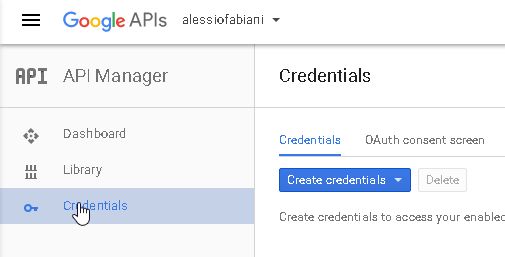 Google APIs alessiofabiani
API API Manager
Credentials
Dashboard
Library
Credentials
Credentials OAuth consent screen
Create credentials Delete
Create credentials to access your enabled